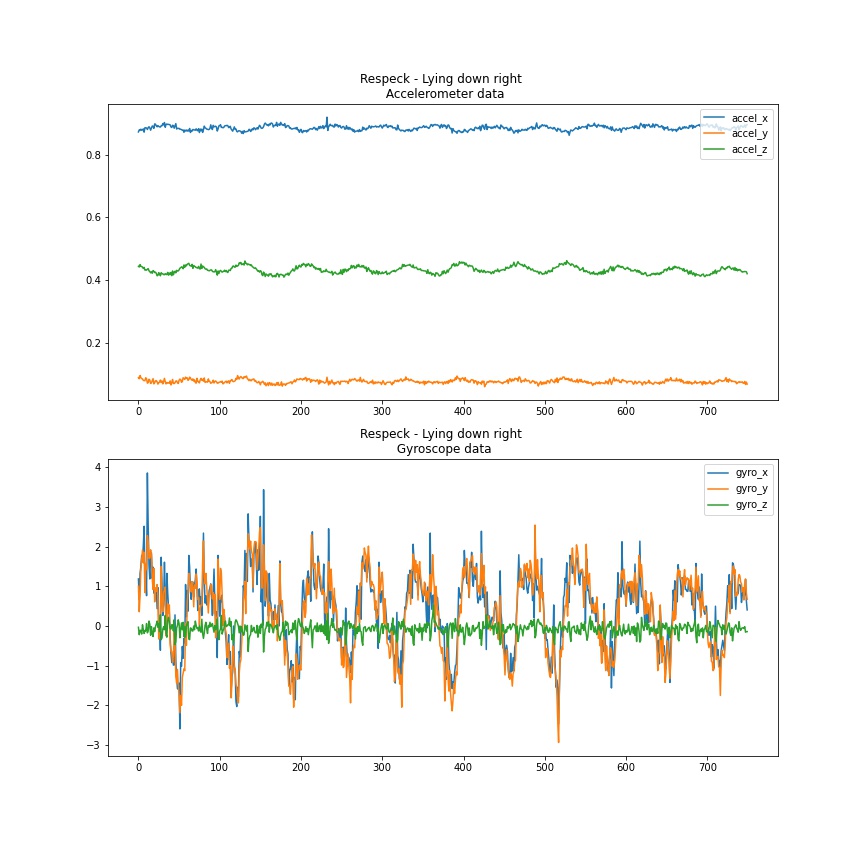 Respeck - Lying down right
Accelerometer data
accel_x
accel_y
accel_z
0.8
0.6
0.4
0.2
0 100 200 300 400 500 600 700
Respeck - Lying down right
Gyroscope data
gyro_x
gyro_y
gyro_z
4
3
2
1
0
−1
−2
−3
0 100 200 300 400 500 600 700